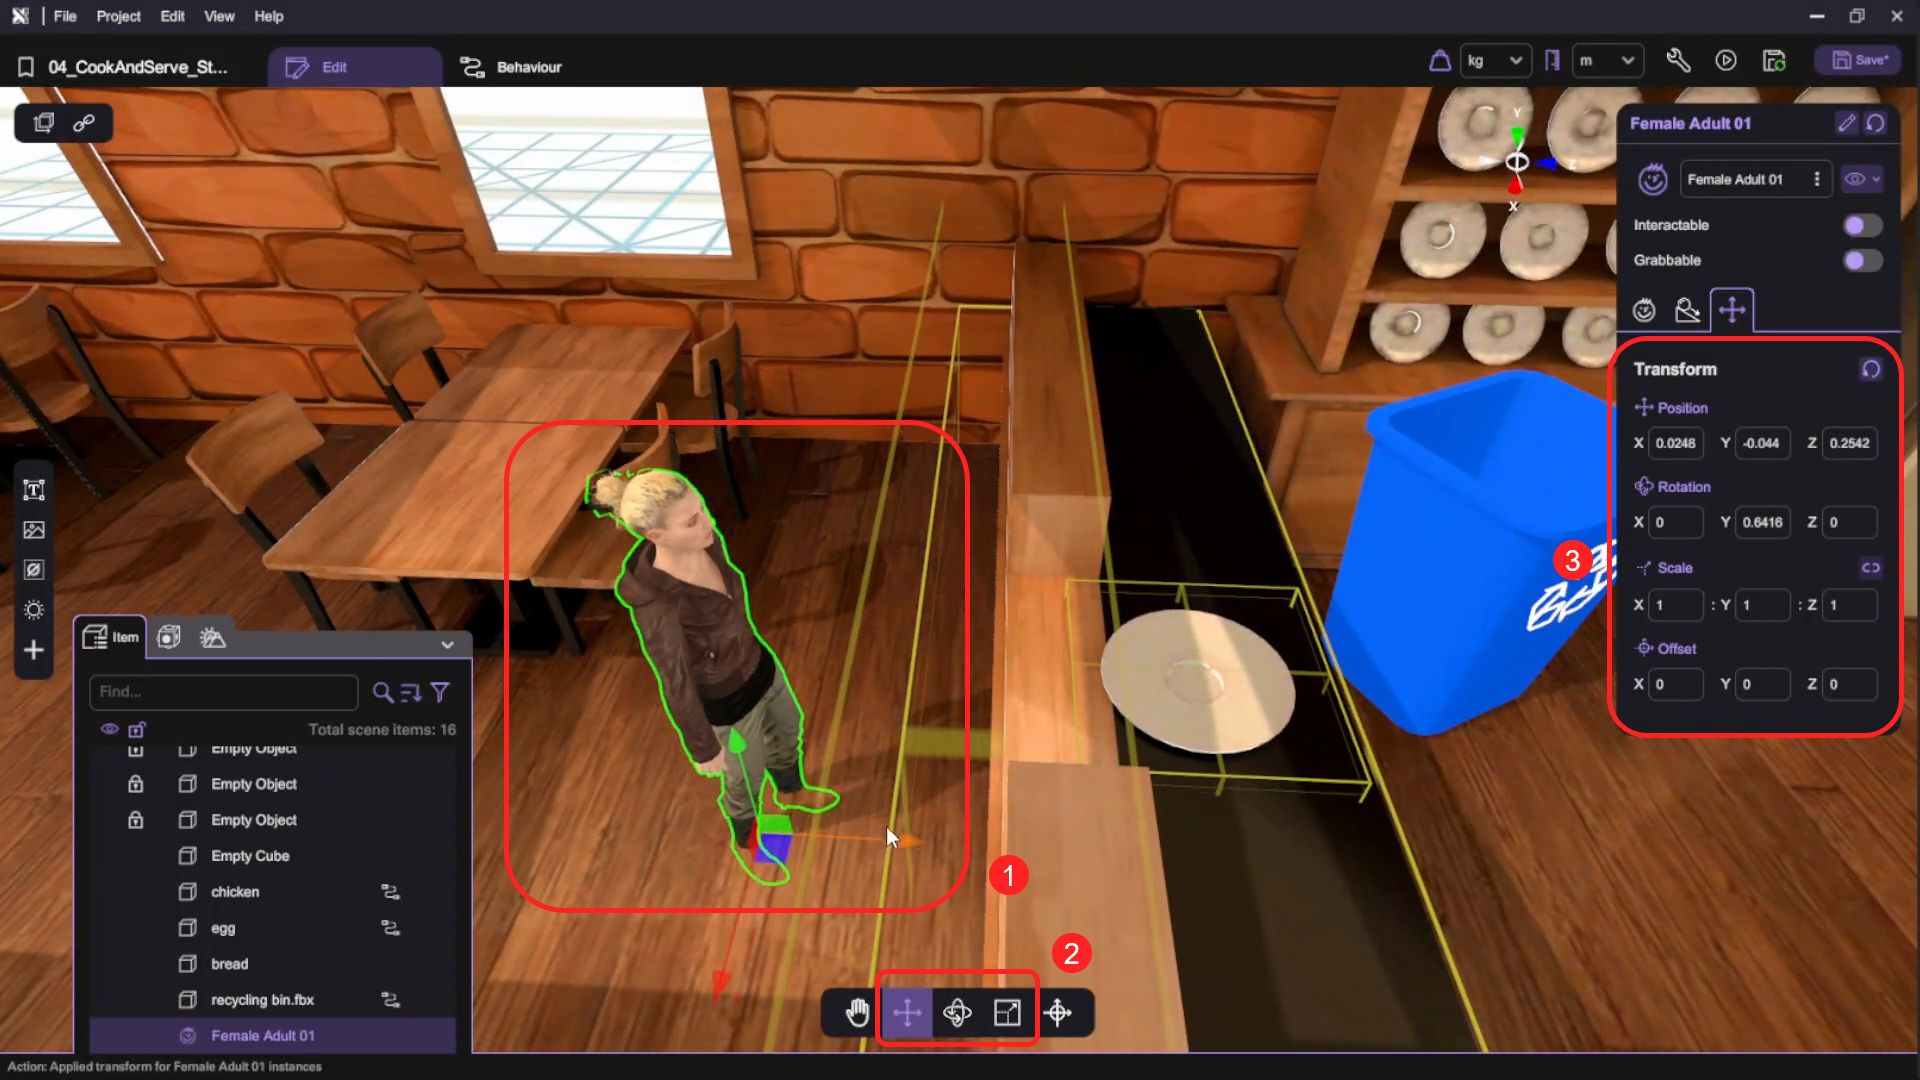 File Project Edit View Help
04_CookAndServe_St...
Edit
Behaviour
kg
m
Save*
Y
Z
X
Female Adult 01
Female Adult 01
Interactable
Grabbable
Transform
Position
X 0.0248 Y -0.044 Z 0.2542
Rotation
X 0 Y 0.6416 Z 0
Scale
X 1 : Y 1 : Z 1
Offset
X 0 Y 0 Z 0
3
1
2
Item
Find...
Total scene items: 16
Empty Object
Empty Object
Empty Object
Empty Cube
chicken
egg
bread
recycling bin.fbx
Female Adult 01
Action: Applied transform for Female Adult 01 instances